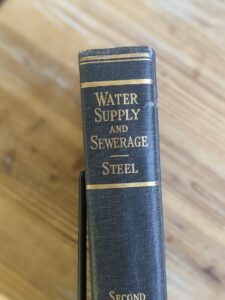 WATER
SUPPLY
AND
SEWERAGE
STEEL
SECOND